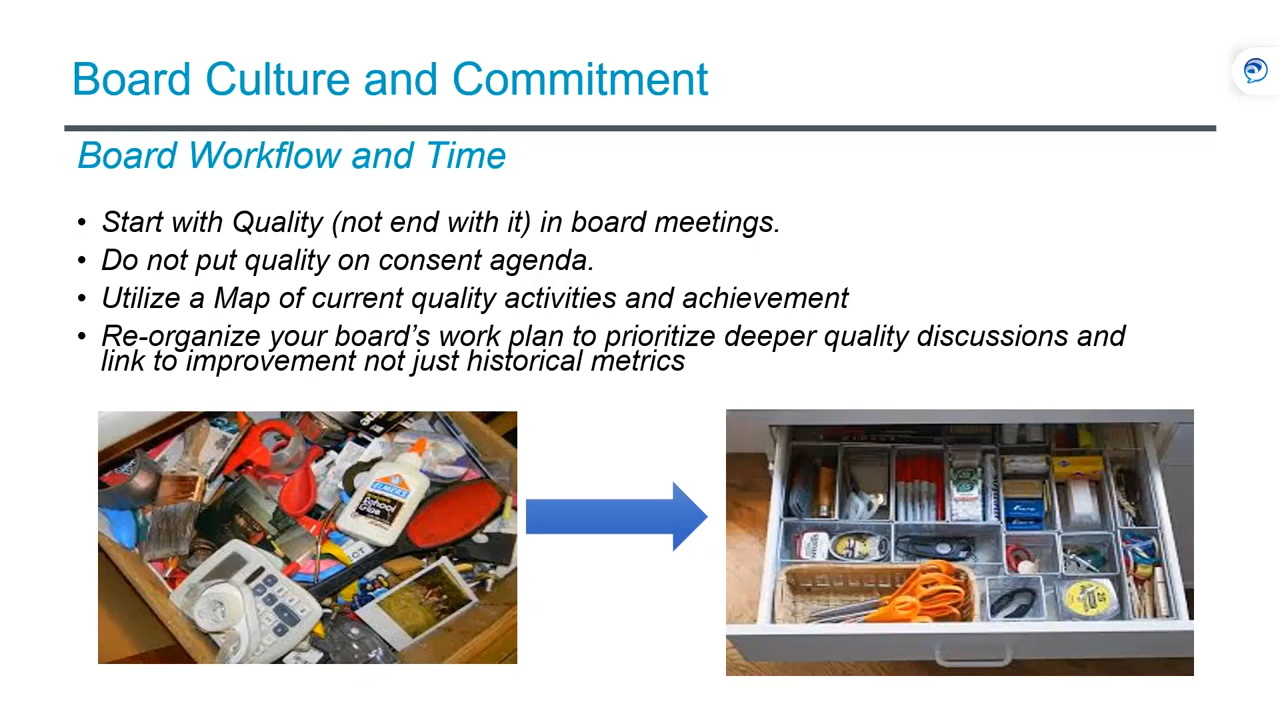 Board Culture and Commitment
Board Workflow and Time
• Start with Quality (not end with it) in board meetings.
• Do not put quality on consent agenda.
• Utilize a Map of current quality activities and achievement
• Re-organize your board’s work plan to prioritize deeper quality discussions and
link to improvement not just historical metrics
ELMER'S
School
Glue
25